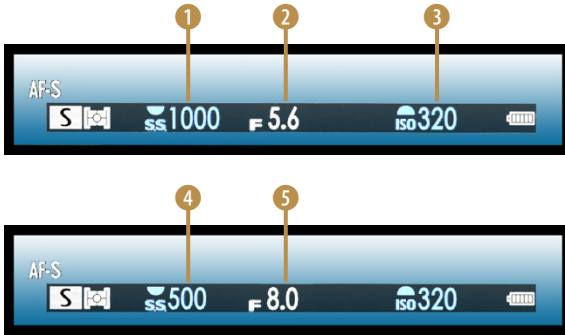 1 2 3
AF-S
S SS 1000 F 5.6 ISO 320
4 5
AF-S
S SS 500 F 8.0 ISO 320